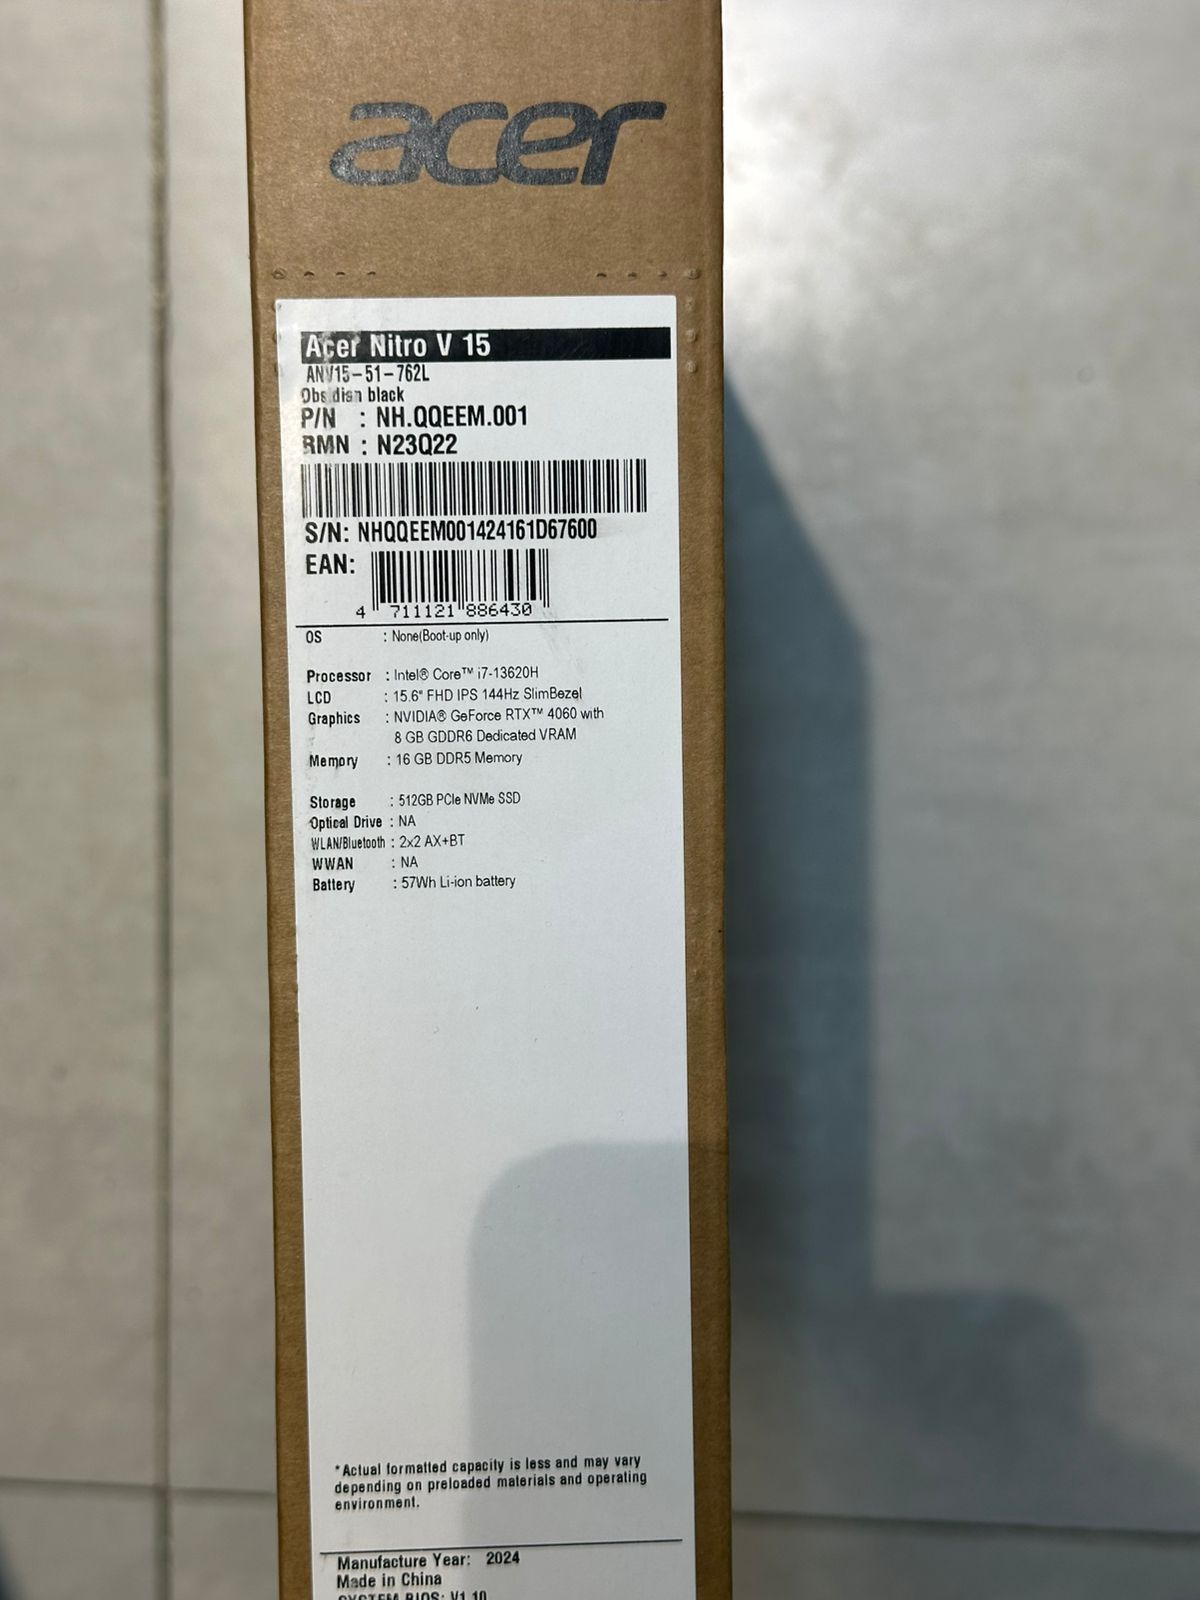 acer
Acer Nitro V 15
ANV15-51-762L
Obsidian black
P/N : NH.QQEEM.001
RMN : N23Q22
S/N: NHQQEEM001424161D67600
EAN:
4 711121 886430
OS : None(Boot-up only)
Processor : Intel® Core™ i7-13620H
LCD : 15.6" FHD IPS 144Hz SlimBezel
Graphics : NVIDIA® GeForce RTX™ 4060 with
8 GB GDDR6 Dedicated VRAM
Memory : 16 GB DDR5 Memory
Storage : 512GB PCIe NVMe SSD
Optical Drive : NA
WLAN/Bluetooth : 2x2 AX+BT
WWAN : NA
Battery : 57Wh Li-ion battery
*Actual formatted capacity is less and may vary
depending on preloaded materials and operating
environment.
Manufacture Year: 2024
Made in China
SYSTEM BIOS: V1.10